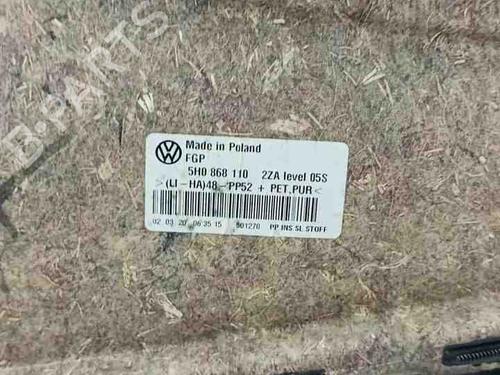 B-PARTS
Made in Poland
FGP
5H0 868 110 2ZA level 05S
>(LI-HA)48-PP52 + PET,PUR<
02 03 20 06 35 15 901270 PP INS SL STOFF